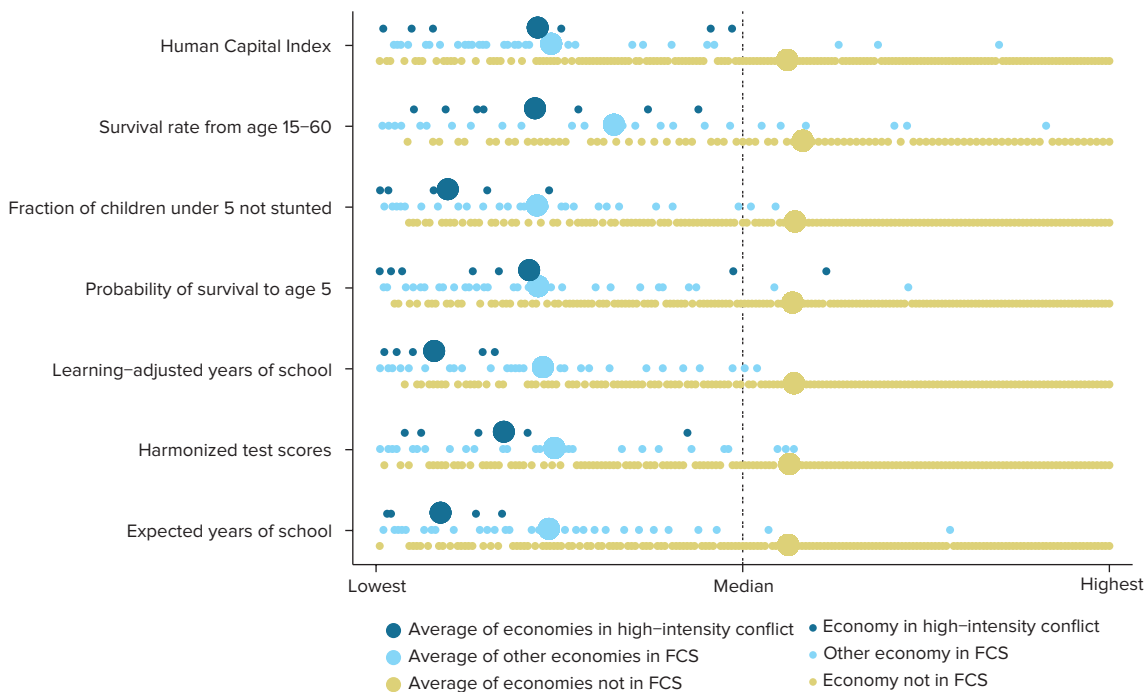 Human Capital Index
Survival rate from age 15–60
Fraction of children under 5 not stunted
Probability of survival to age 5
Learning–adjusted years of school
Harmonized test scores
Expected years of school
Lowest
Median
Highest
Average of economies in high–intensity conflict
Average of other economies in FCS
Average of economies not in FCS
Economy in high–intensity conflict
Other economy in FCS
Economy not in FCS